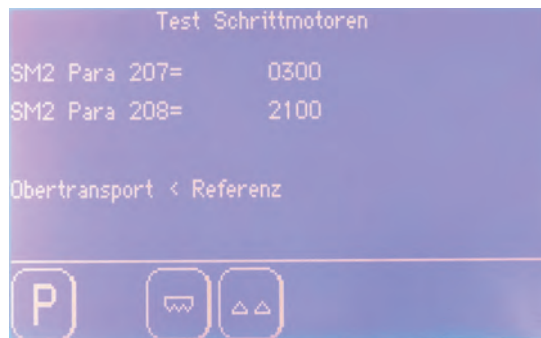 Test Schrittmotoren
SM2 Para 207= 0300
SM2 Para 208= 2100
Obertransport < Referenz
P